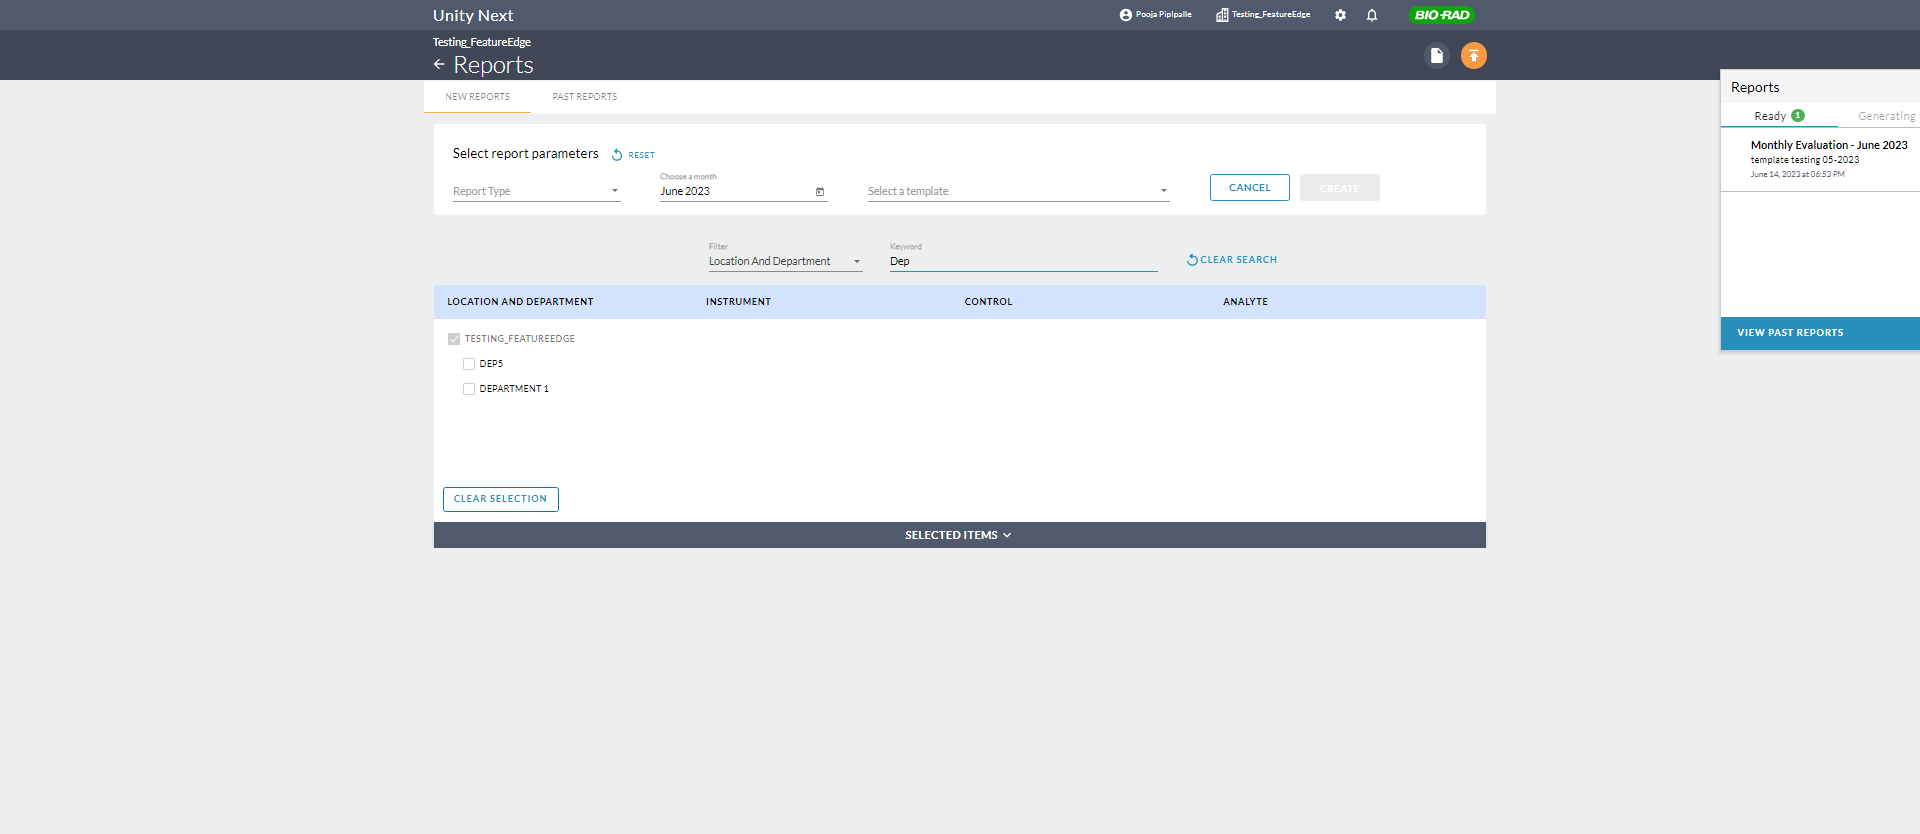 Unity Next
Pooja Piplpalle
Testing_FeatureEdge
BIO-RAD
Testing_FeatureEdge
Reports
NEW REPORTS
PAST REPORTS
Select report parameters
RESET
Report Type
Choose a month
June 2023
Select a template
CANCEL
CREATE
Filter
Location And Department
Keyword
Dep
CLEAR SEARCH
LOCATION AND DEPARTMENT
INSTRUMENT
CONTROL
ANALYTE
TESTING_FEATUREEDGE
DEP5
DEPARTMENT 1
CLEAR SELECTION
SELECTED ITEMS
Reports
Ready 1
Generating
Monthly Evaluation - June 2023
template testing 05-2023
June 14, 2023 at 06:53 PM
VIEW PAST REPORTS